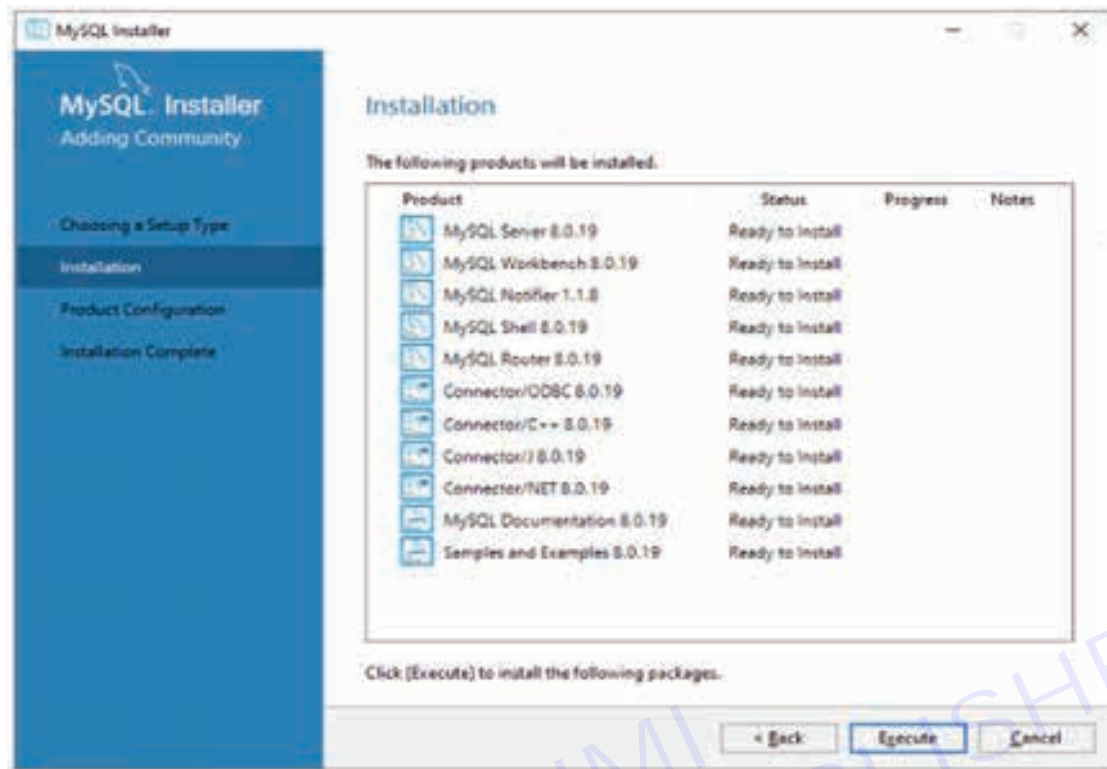 MySQL Installer
MySQL Installer
Adding Community
Choosing a Setup Type
Installation
Product Configuration
Installation Complete
Installation
The following products will be installed.
Product Status Progress Notes
MySQL Server 8.0.19 Ready to Install
MySQL Workbench 8.0.19 Ready to Install
MySQL Notifier 1.1.8 Ready to Install
MySQL Shell 8.0.19 Ready to Install
MySQL Router 8.0.19 Ready to Install
Connector/ODBC 8.0.19 Ready to Install
Connector/C++ 8.0.19 Ready to Install
Connector/J 8.0.19 Ready to Install
Connector/NET 8.0.19 Ready to Install
MySQL Documentation 8.0.19 Ready to Install
Samples and Examples 8.0.19 Ready to Install
Click [Execute] to install the following packages.
< Back Execute Cancel